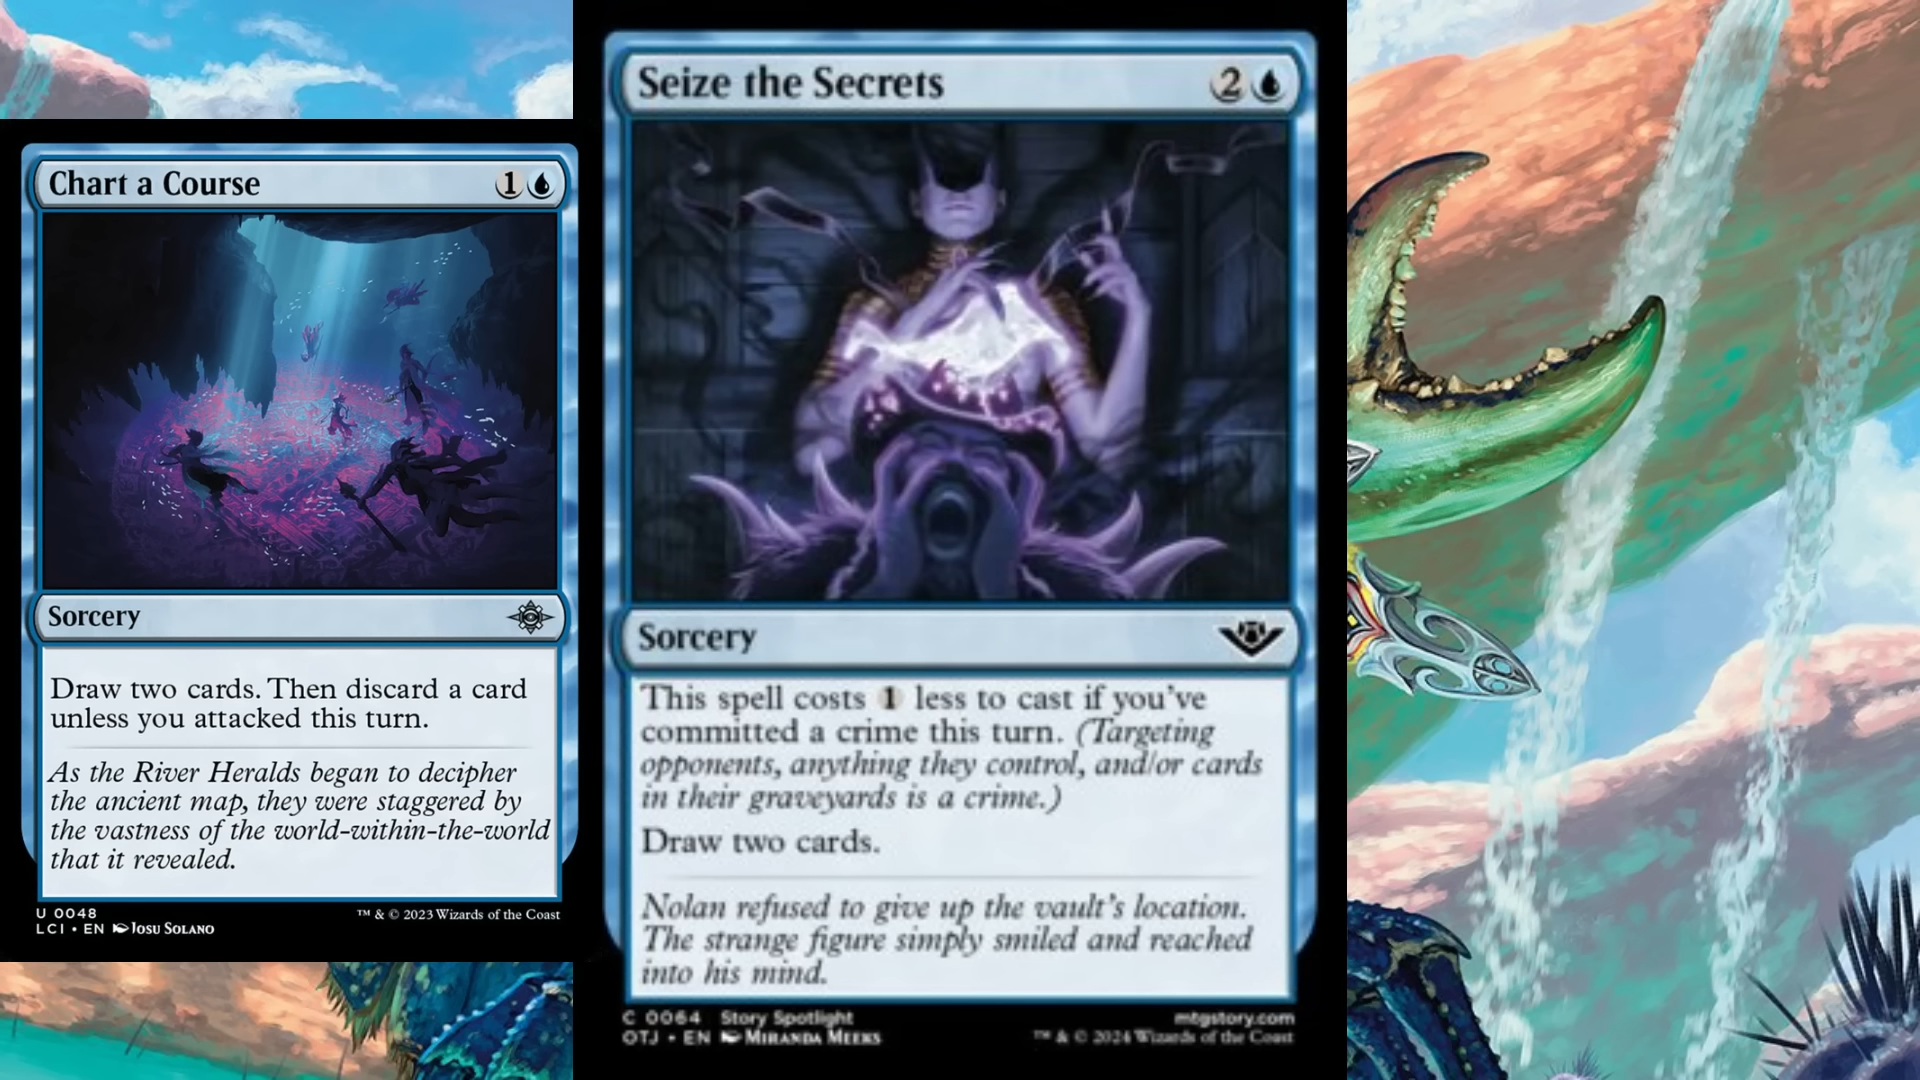 Chart a Course
1
Sorcery
Draw two cards. Then discard a card
unless you attacked this turn.
As the River Heralds began to decipher
the ancient map, they were staggered by
the vastness of the world-within-the-world
that it revealed.
U 0048
LCI • EN Josu Solano
™ & © 2023 Wizards of the Coast
Seize the Secrets
2
Sorcery
This spell costs 1 less to cast if you've
committed a crime this turn. (Targeting
opponents, anything they control, and/or cards
in their graveyards is a crime.)
Draw two cards.
Nolan refused to give up the vault's location.
The strange figure simply smiled and reached
into his mind.
C 0064 Story Spotlight
OTJ • EN Miranda Meeks
mtgstory.com
™ & © 2024 Wizards of the Coast